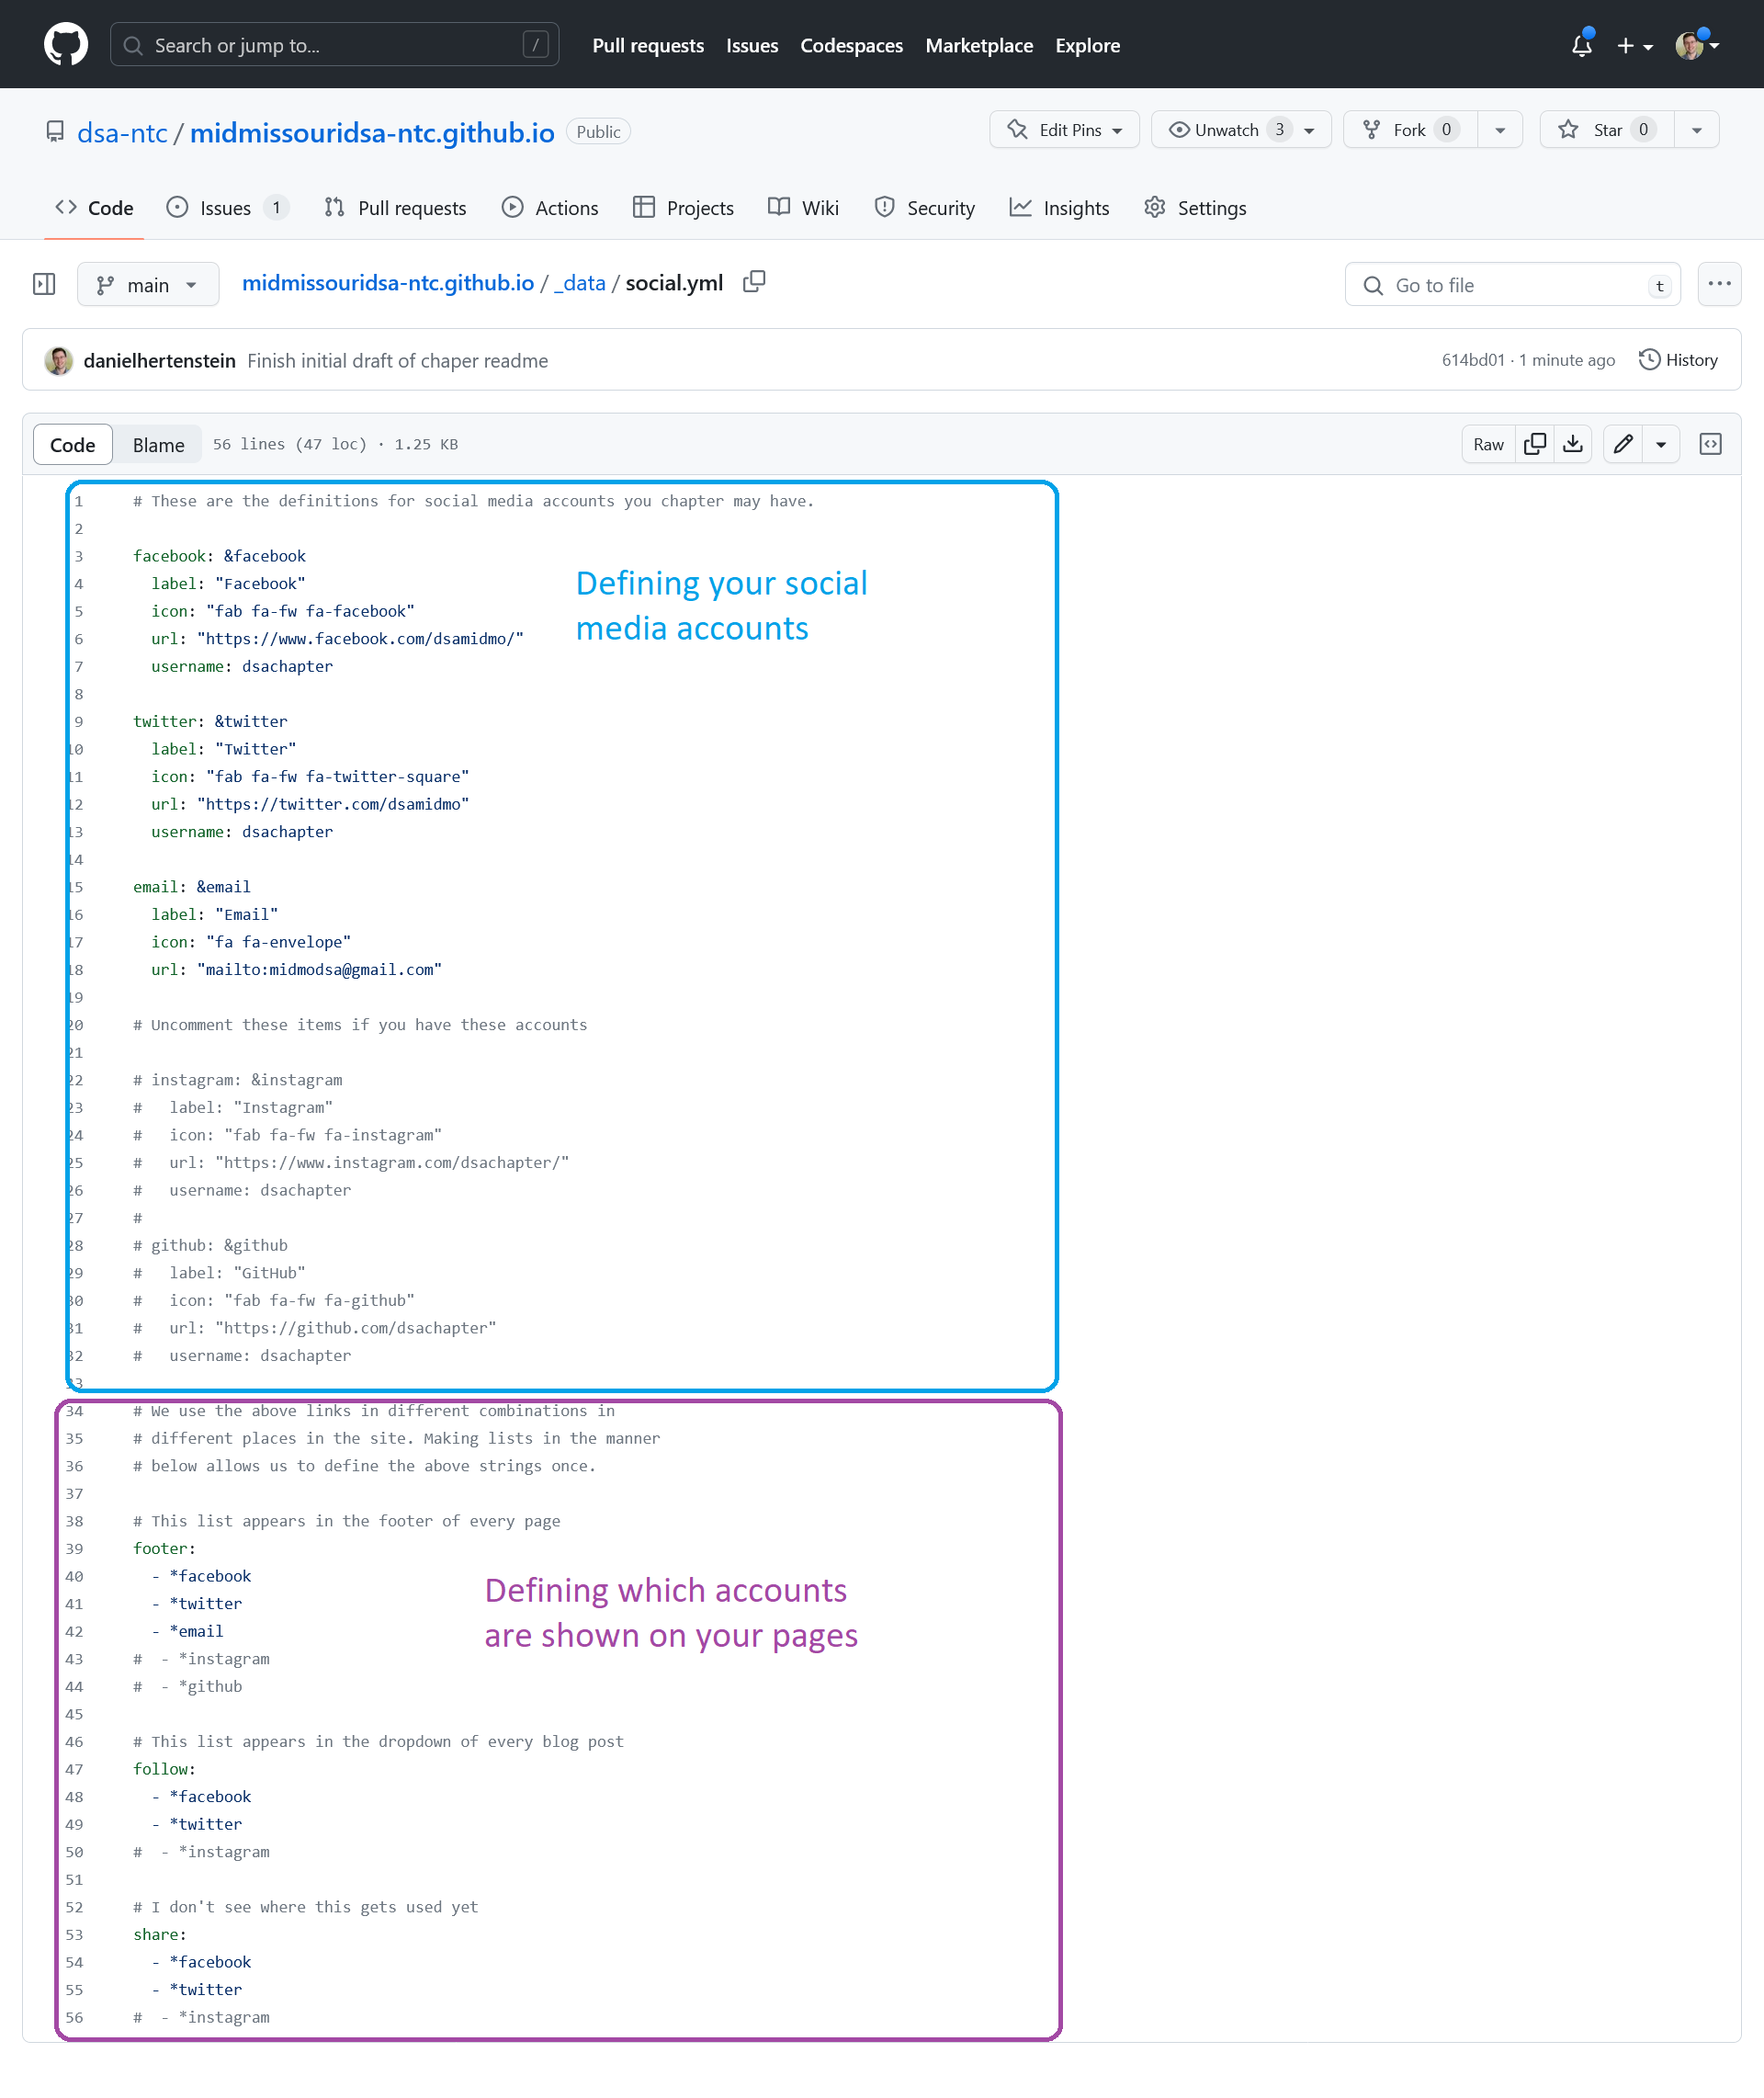 Search or jump to... / Pull requests Issues Codespaces Marketplace Explore
dsa-ntc / midmissouridsa-ntc.github.io Public Edit Pins Unwatch 3 Fork 0 Star 0
Code Issues 1 Pull requests Actions Projects Wiki Security Insights Settings
main midmissouridsa-ntc.github.io / _data / social.yml Go to file t
danielhertenstein Finish initial draft of chaper readme 614bd01 · 1 minute ago History
Code Blame 56 lines (47 loc) · 1.25 KB Raw
1 # These are the definitions for social media accounts you chapter may have.
2
3 facebook: &facebook
4 label: "Facebook"
5 icon: "fab fa-fw fa-facebook"
6 url: "https://www.facebook.com/dsamidmo/"
7 username: dsachapter
8
Defining your social
media accounts
9 twitter: &twitter
10 label: "Twitter"
11 icon: "fab fa-fw fa-twitter-square"
12 url: "https://twitter.com/dsamidmo"
13 username: dsachapter
14
15 email: &email
16 label: "Email"
17 icon: "fa fa-envelope"
18 url: "mailto:midmodsa@gmail.com"
19
20 # Uncomment these items if you have these accounts
21
22 # instagram: &instagram
23 # label: "Instagram"
24 # icon: "fab fa-fw fa-instagram"
25 # url: "https://www.instagram.com/dsachapter/"
26 # username: dsachapter
27 #
28 # github: &github
29 # label: "GitHub"
30 # icon: "fab fa-fw fa-github"
31 # url: "https://github.com/dsachapter"
32 # username: dsachapter
33
34 # We use the above links in different combinations in
35 # different places in the site. Making lists in the manner
36 # below allows us to define the above strings once.
37
38 # This list appears in the footer of every page
39 footer:
40 - *facebook
41 - *twitter
42 - *email
43 # - *instagram
44 # - *github
Defining which accounts
are shown on your pages
45
46 # This list appears in the dropdown of every blog post
47 follow:
48 - *facebook
49 - *twitter
50 # - *instagram
51
52 # I don't see where this gets used yet
53 share:
54 - *facebook
55 - *twitter
56 # - *instagram